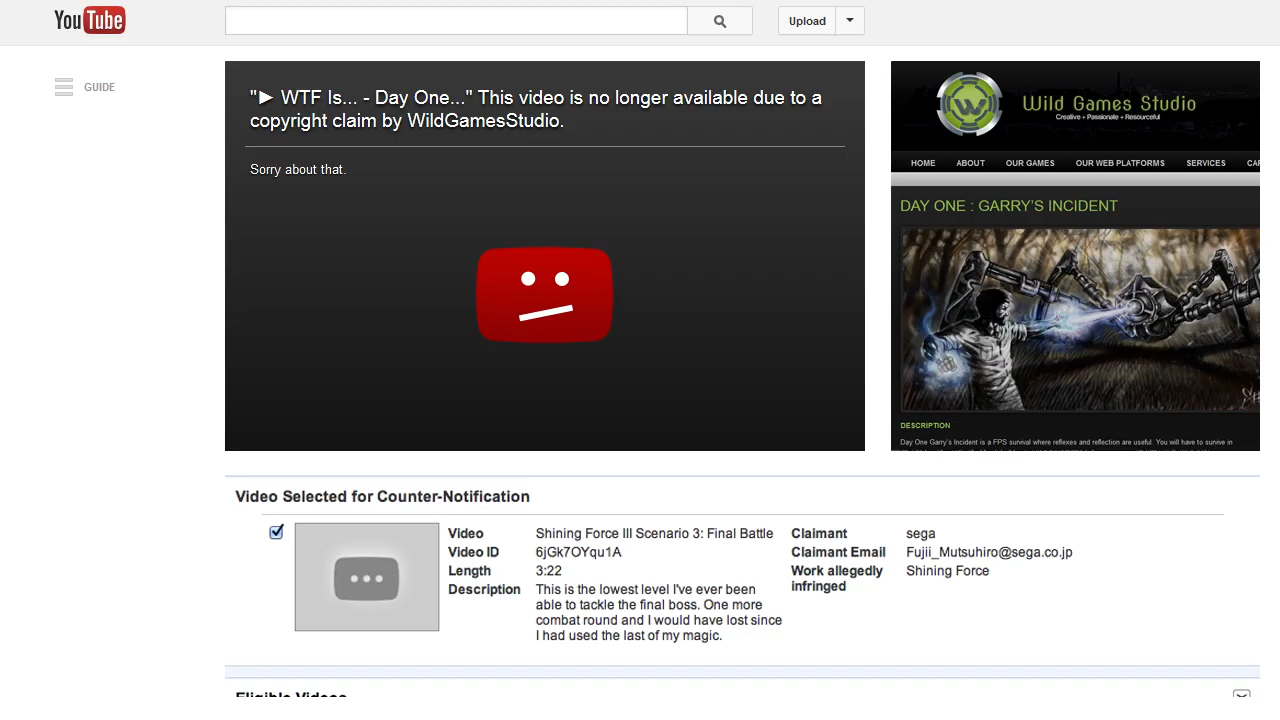 YouTube
Upload
GUIDE
"► WTF Is... - Day One..." This video is no longer available due to a
copyright claim by WildGamesStudio.
Sorry about that.
Wild Games Studio
Creative • Passionate • Resourceful
HOME ABOUT OUR GAMES OUR WEB PLATFORMS SERVICES CAR
DAY ONE : GARRY'S INCIDENT
DESCRIPTION
Day One Garry's Incident is a FPS survival where reflexes and reflection are useful. You will have to survive in
Video Selected for Counter-Notification
Video Shining Force III Scenario 3: Final Battle
Video ID 6jGk7OYqu1A
Length 3:22
Description This is the lowest level I've ever been
able to tackle the final boss. One more
combat round and I would have lost since
I had used the last of my magic.
Claimant sega
Claimant Email Fujii_Mutsuhiro@sega.co.jp
Work allegedly Shining Force
infringed
Eligible Videos